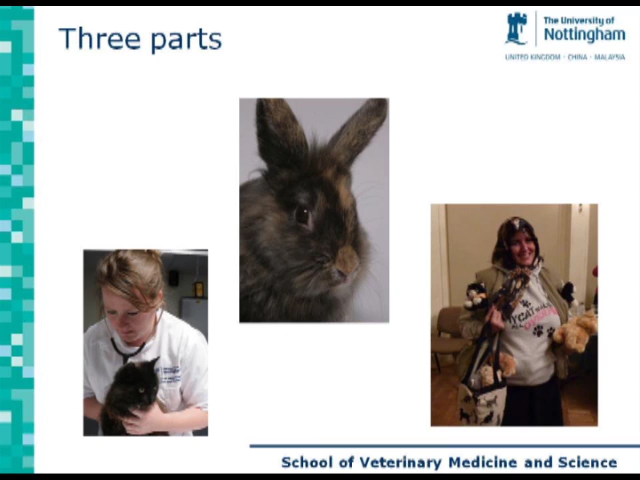 Three parts
The University of
Nottingham
UNITED KINGDOM · CHINA · MALAYSIA
School of Veterinary Medicine and Science